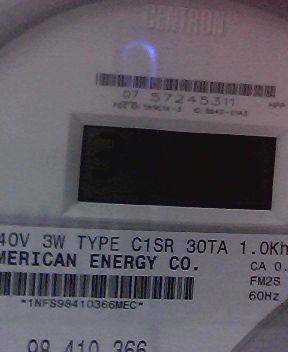 CENTRON
07 57245311
40V 3W TYPE C1SR 30TA 1.0Kh
MERICAN ENERGY CO.
CA 0.
FM2S
60Hz
*1NFS98410366MEC*
98 410 366